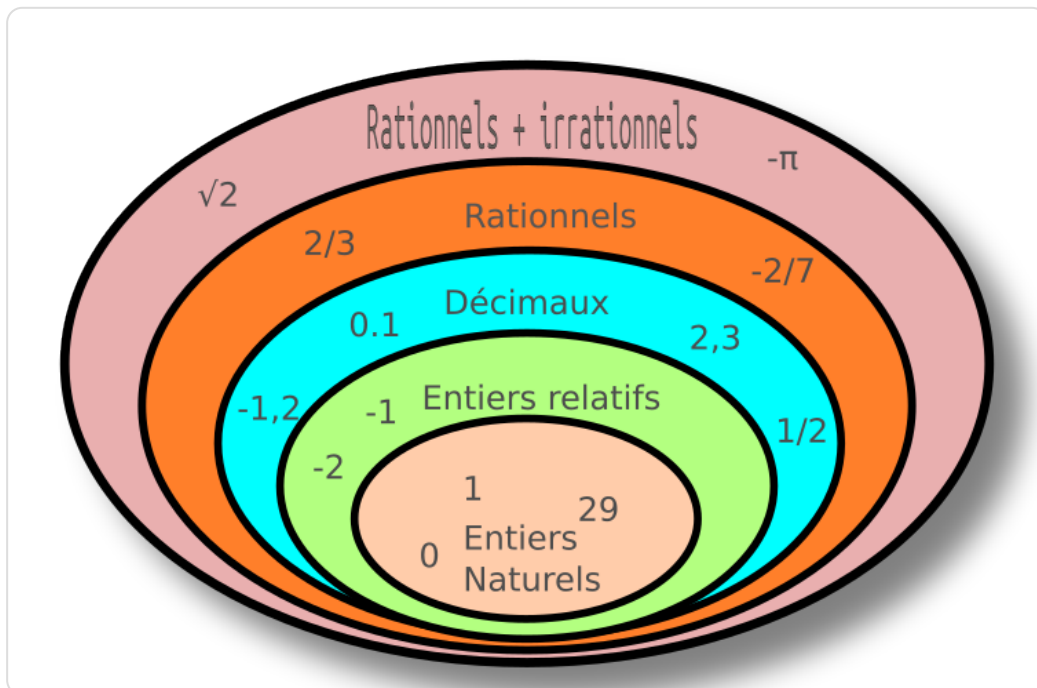 Rationnels + irrationnels
-π
√2
Rationnels
2/3
-2/7
Décimaux
0.1
2,3
Entiers relatifs
-1,2
-1
1/2
-2
1
29
Entiers
0
Naturels